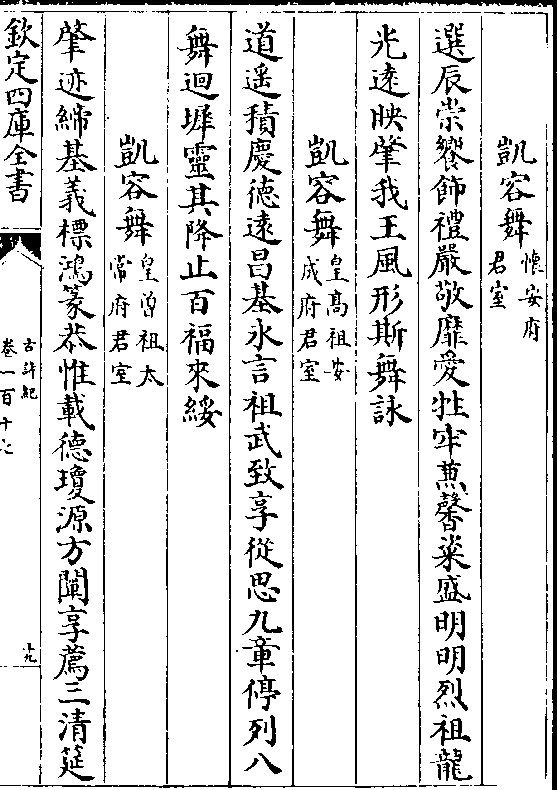 凱容舞懷安府
君室
選辰崇饗飾禮嚴敬靡愛牲牢兼馨粢盛明明烈祖龍
光遠映肇我王風形斯舞詠
凱容舞皇高祖安
成府君室
道遥積慶德遠昌基永言祖武致享從思九章停列八
舞迴墀靈其降止百福來綏
凱容舞皇曾祖太
常府君室
肇迹締基義標鴻篆恭惟載德瓊源方闡享薦三清筵
欽定四庫全書
古詩紀
卷一百十七
十九